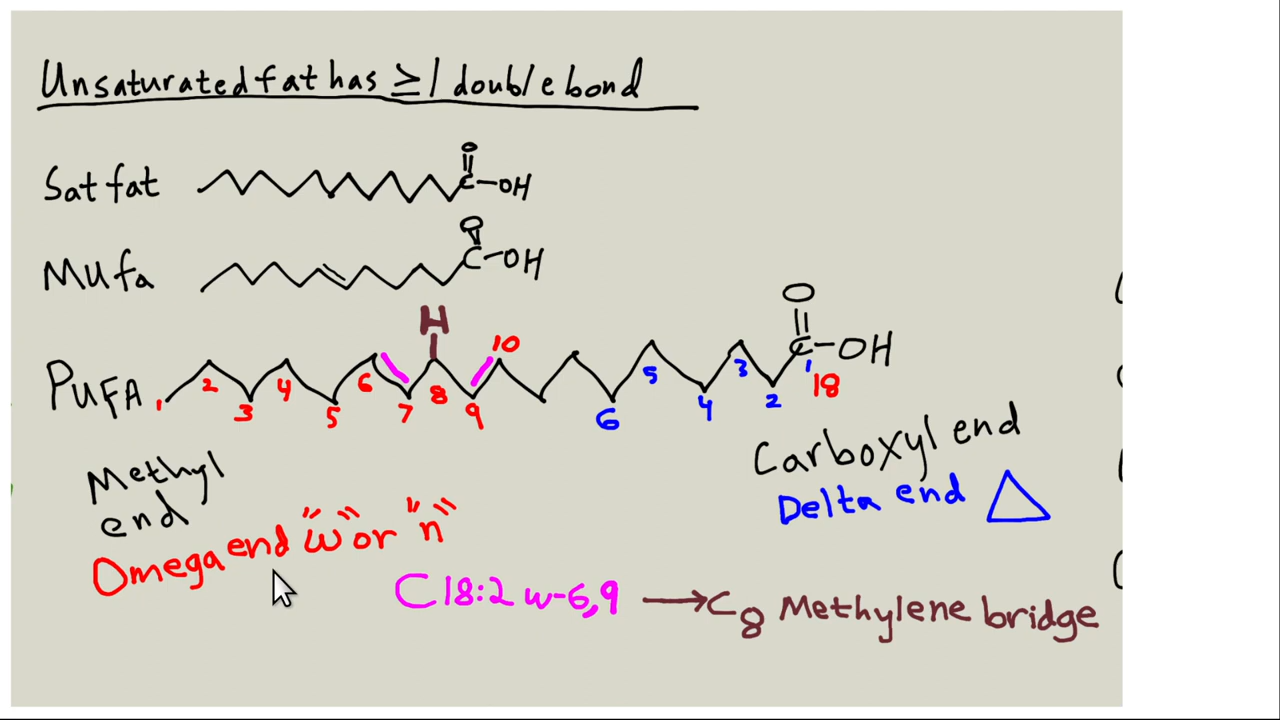 Unsaturated fat has ≥1 double bond
Sat fat O C-OH
Mufa O C-OH
PUFA H O C-OH
1 2 3 4 5 6 7 8 9 10 6 5 4 3 2 1 18
Methyl
end
Carboxyl end
Delta end △
Omega end "ω" or "n"
C18:2 ω-6,9 → C8 Methylene bridge